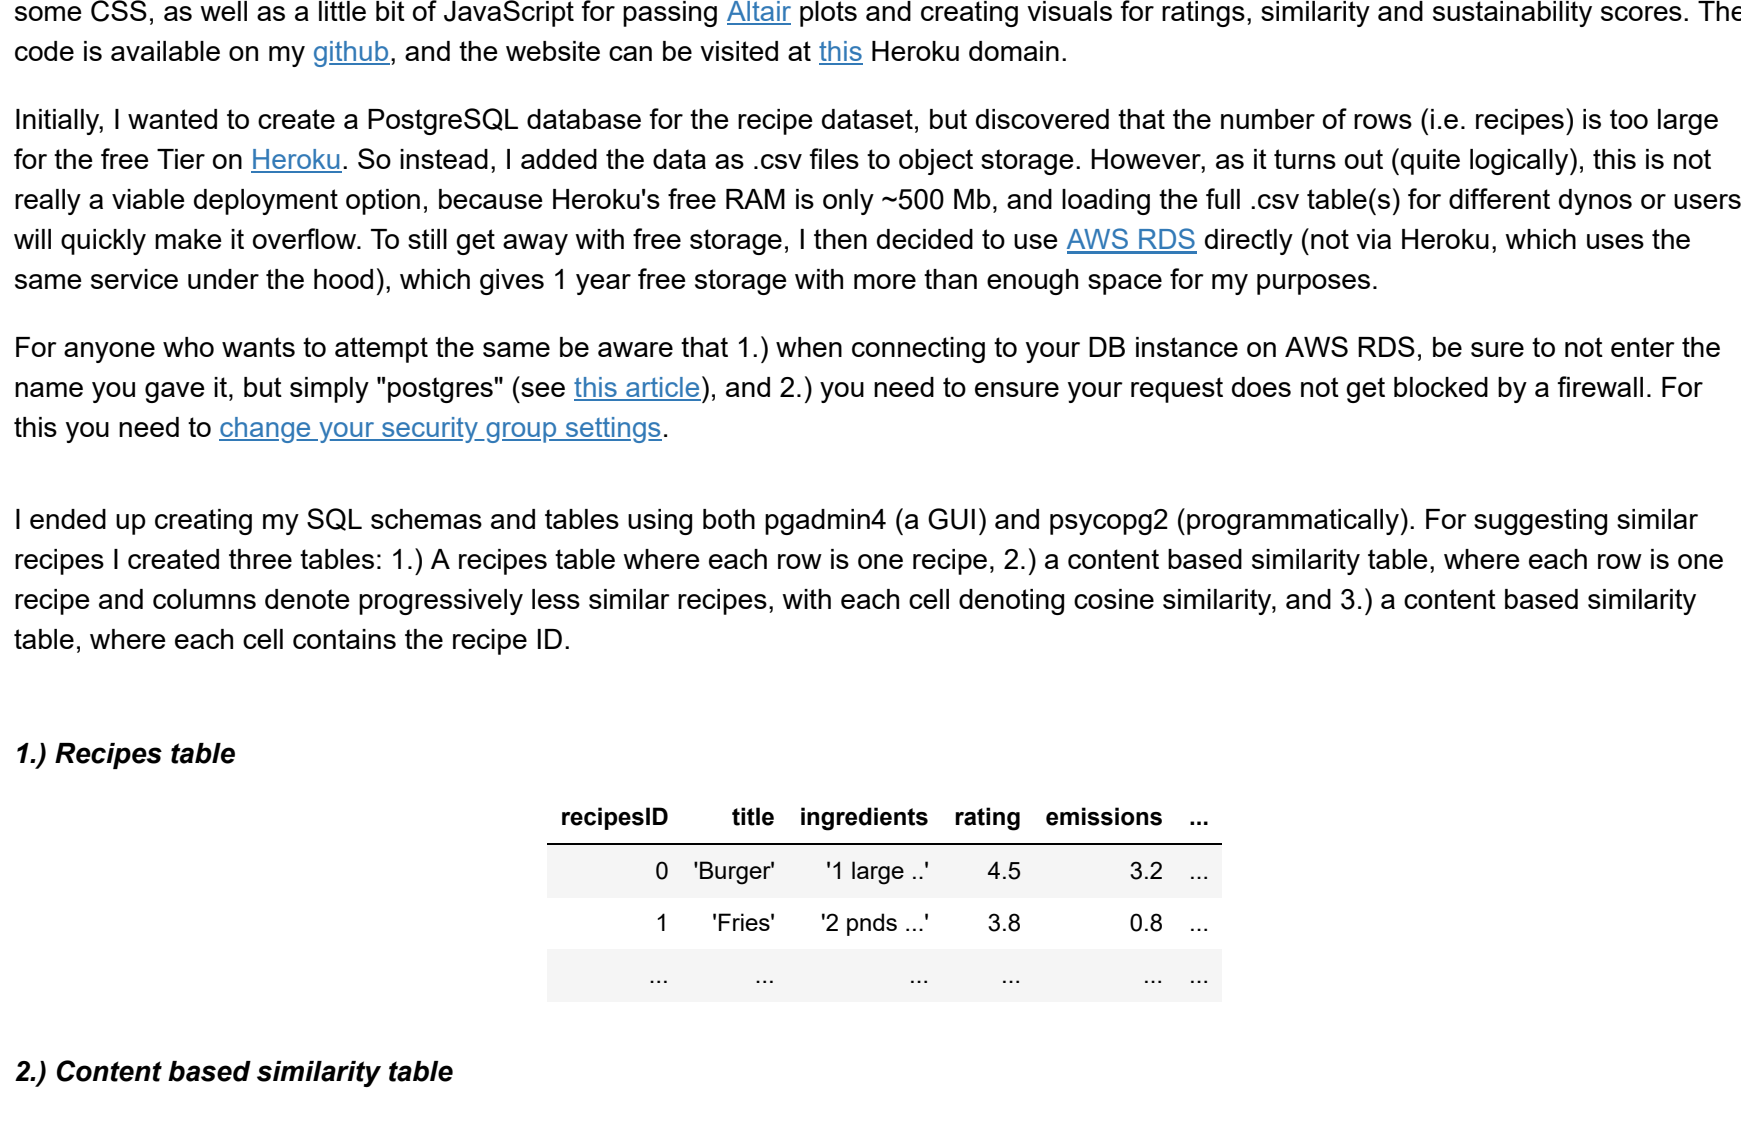 some CSS, as well as a little bit of JavaScript for passing Altair plots and creating visuals for ratings, similarity and sustainability scores. The
code is available on my github, and the website can be visited at this Heroku domain.
Initially, I wanted to create a PostgreSQL database for the recipe dataset, but discovered that the number of rows (i.e. recipes) is too large
for the free Tier on Heroku. So instead, I added the data as .csv files to object storage. However, as it turns out (quite logically), this is not
really a viable deployment option, because Heroku's free RAM is only ~500 Mb, and loading the full .csv table(s) for different dynos or users
will quickly make it overflow. To still get away with free storage, I then decided to use AWS RDS directly (not via Heroku, which uses the
same service under the hood), which gives 1 year free storage with more than enough space for my purposes.
For anyone who wants to attempt the same be aware that 1.) when connecting to your DB instance on AWS RDS, be sure to not enter the
name you gave it, but simply "postgres" (see this article), and 2.) you need to ensure your request does not get blocked by a firewall. For
this you need to change your security group settings.
I ended up creating my SQL schemas and tables using both pgadmin4 (a GUI) and psycopg2 (programmatically). For suggesting similar
recipes I created three tables: 1.) A recipes table where each row is one recipe, 2.) a content based similarity table, where each row is one
recipe and columns denote progressively less similar recipes, with each cell denoting cosine similarity, and 3.) a content based similarity
table, where each cell contains the recipe ID.
1.) Recipes table
recipesID title ingredients rating emissions ...
0 'Burger' '1 large ..' 4.5 3.2 ...
1 'Fries' '2 pnds ...' 3.8 0.8 ...
... ... ... ... ... ...
2.) Content based similarity table